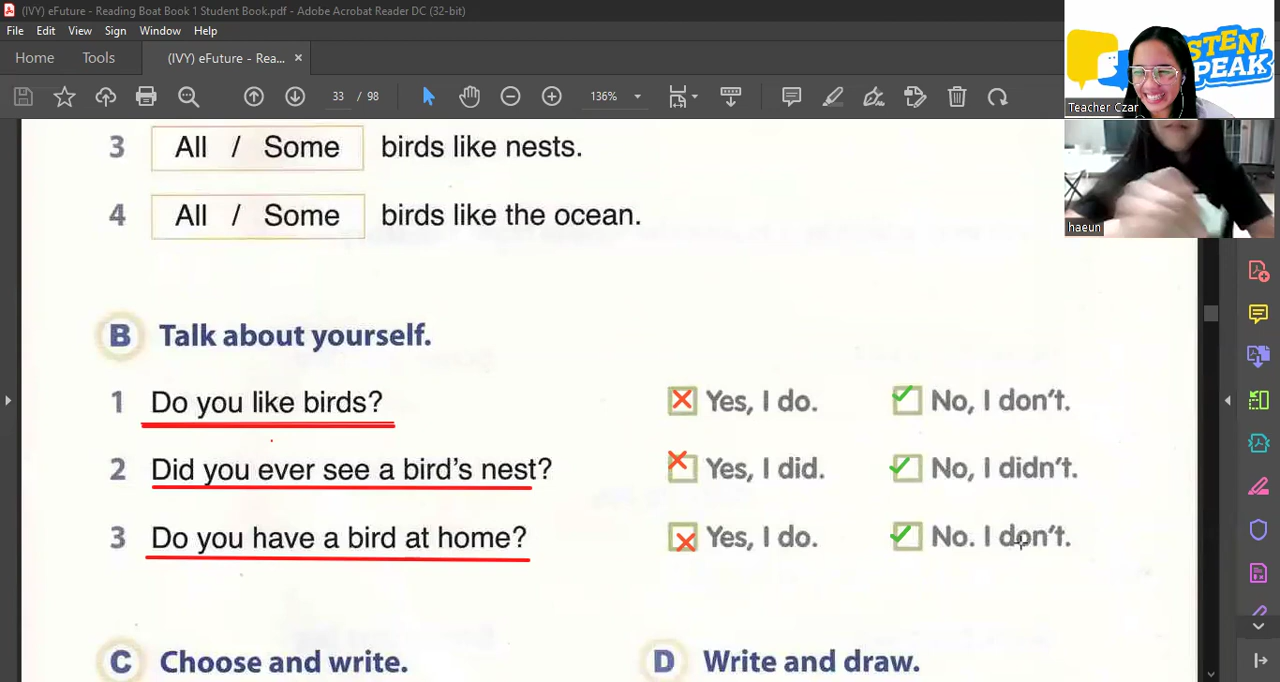 (IVY) eFuture - Reading Boat Book 1 Student Book.pdf - Adobe Acrobat Reader DC (32-bit)
File Edit View Sign Window Help
Home Tools (IVY) eFuture - Rea... ×
33 / 98 136%
STEN
PEAK
Teacher Czar
haeun
3 All / Some birds like nests.
4 All / Some birds like the ocean.
B Talk about yourself.
1 Do you like birds? Yes, I do. No, I don't.
2 Did you ever see a bird's nest? Yes, I did. No, I didn't.
3 Do you have a bird at home? Yes, I do. No. I don't.
C Choose and write. D Write and draw.